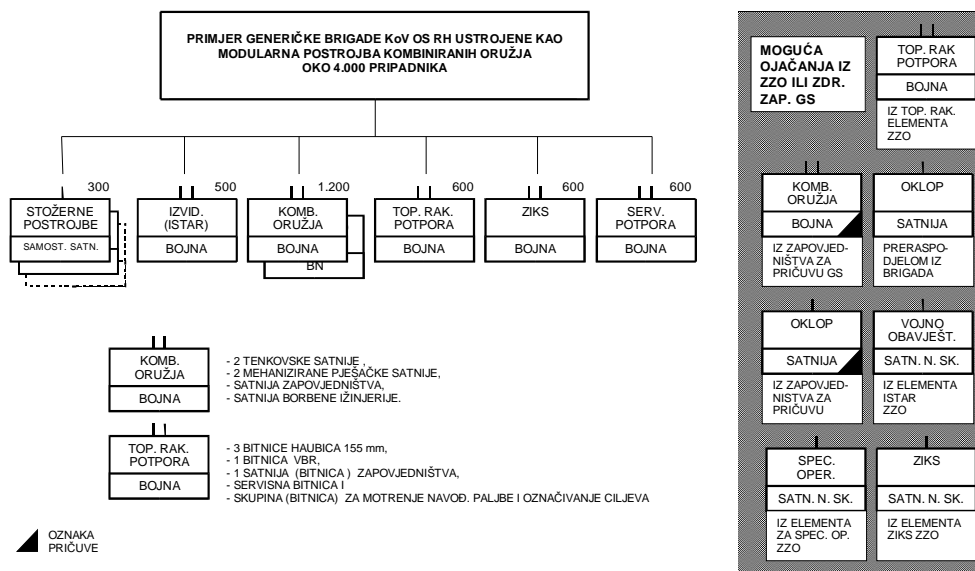 PRIMJER GENERIČKE BRIGADE KoV OS RH USTROJENE KAO
MODULARNA POSTROJBA KOMBINIRANIH ORUŽJA
OKO 4.000 PRIPADNIKA
300
500
1.200
600
600
600
STOŽERNE
POSTROJBE
SAMOST. SATN.
IZVID.
(ISTAR)
BOJNA
KOMB.
ORUŽJA
BOJNA
BN
TOP. RAK.
POTPORA
BOJNA
ZIKS
BOJNA
SERV.
POTPORA
BOJNA
KOMB.
ORUŽJA
BOJNA
- 2 TENKOVSKE SATNIJE,
- 2 MEHANIZIRANE PJEŠAČKE SATNIJE,
- SATNIJA ZAPOVJEDNIŠTVA,
- SATNIJA BORBENE IŽINJERIJE.
TOP. RAK.
POTPORA
BOJNA
- 3 BITNICE HAUBICA 155 mm,
- 1 BITNICA VBR,
- 1 SATNIJA (BITNICA) ZAPOVJEDNIŠTVA,
- SERVISNA BITNICA I
- SKUPINA (BITNICA) ZA MOTRENJE NAVOĐ. PALJBE I OZNAČIVANJE CILJEVA
OZNAKA
PRIČUVE
MOGUĆA
OJAČANJA IZ
ZZO ILI ZDR.
ZAP. GS
TOP. RAK
POTPORA
BOJNA
IZ TOP. RAK.
ELEMENTA
ZZO
KOMB.
ORUŽJA
BOJNA
IZ ZAPOVJED-
NIŠTVA ZA
PRIČUVU GS
OKLOP
SATNIJA
PRERASPO-
DJELOM IZ
BRIGADA
OKLOP
SATNIJA
IZ ZAPOVJED-
NISTVA ZA
PRIČUVU
VOJNO
OBAVJEŠT.
SATN. N. SK.
IZ ELEMENTA
ISTAR
ZZO
SPEC.
OPER.
SATN. N. SK.
IZ ELEMENTA
ZA SPEC. OP.
ZZO
ZIKS
SATN. N. SK.
IZ ELEMENTA
ZIKS ZZO